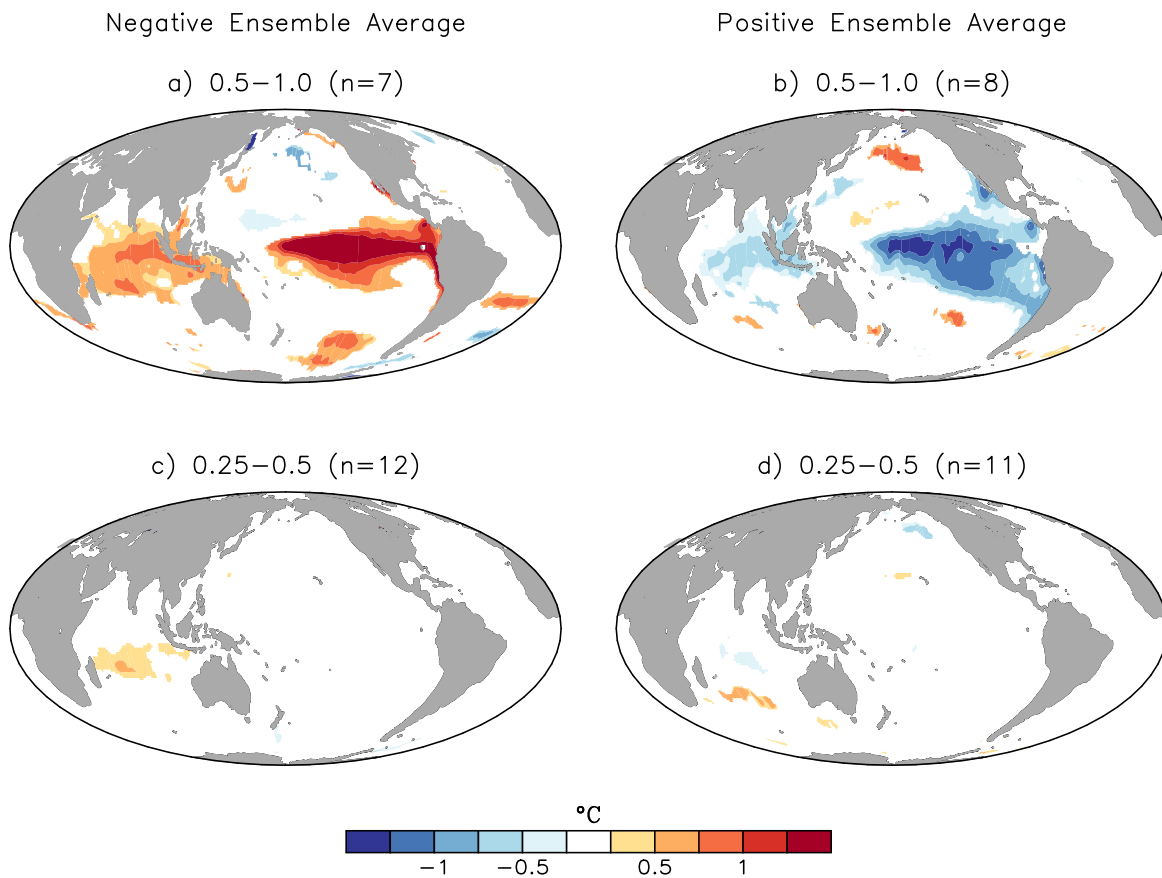 Negative Ensemble Average
Positive Ensemble Average
a) 0.5−1.0 (n=7)
b) 0.5−1.0 (n=8)
c) 0.25−0.5 (n=12)
d) 0.25−0.5 (n=11)
°C
−1 −0.5 0.5 1